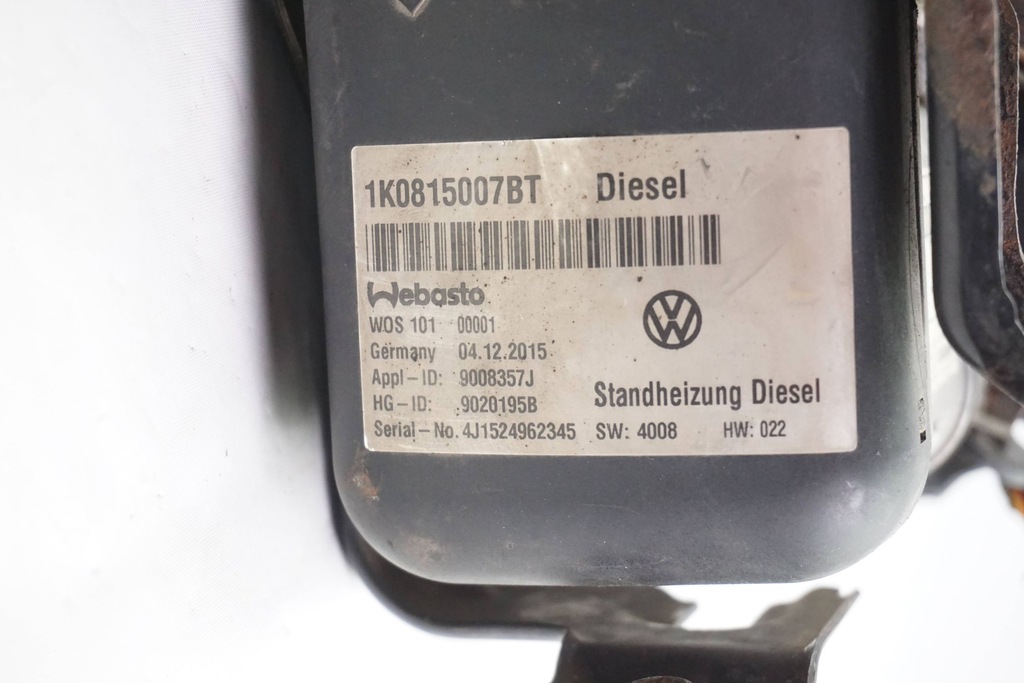 1K0815007BT Diesel
Webasto
WOS 101 00001
Germany 04.12.2015
Appl-ID: 9008357J
HG-ID: 9020195B
Standheizung Diesel
Serial-No. 4J1524962345 SW: 4008 HW: 022